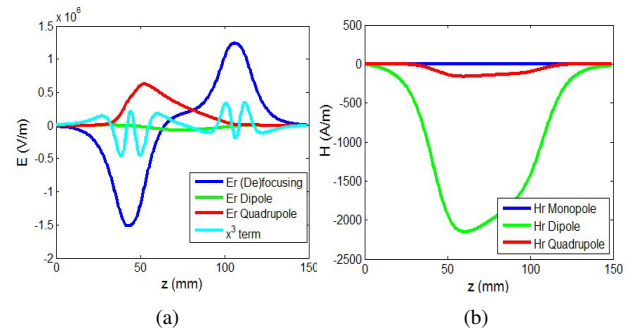 x 10^6
1.5
1
0.5
0
-0.5
-1
-1.5
-2
E (V/m)
0 50 100 150
z (mm)
Er (De)focusing
Er Dipole
Er Quadrupole
x^3 term
(a)
500
0
-500
-1000
-1500
-2000
-2500
H (A/m)
0 50 100 150
z (mm)
Hr Monopole
Hr Dipole
Hr Quadrupole
(b)